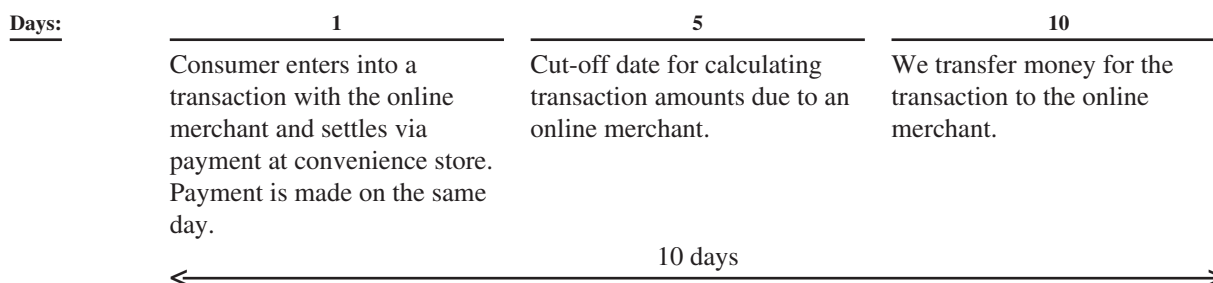 Days: 1 5 10
Consumer enters into a
transaction with the online
merchant and settles via
payment at convenience store.
Payment is made on the same
day.
Cut-off date for calculating
transaction amounts due to an
online merchant.
We transfer money for the
transaction to the online
merchant.
10 days